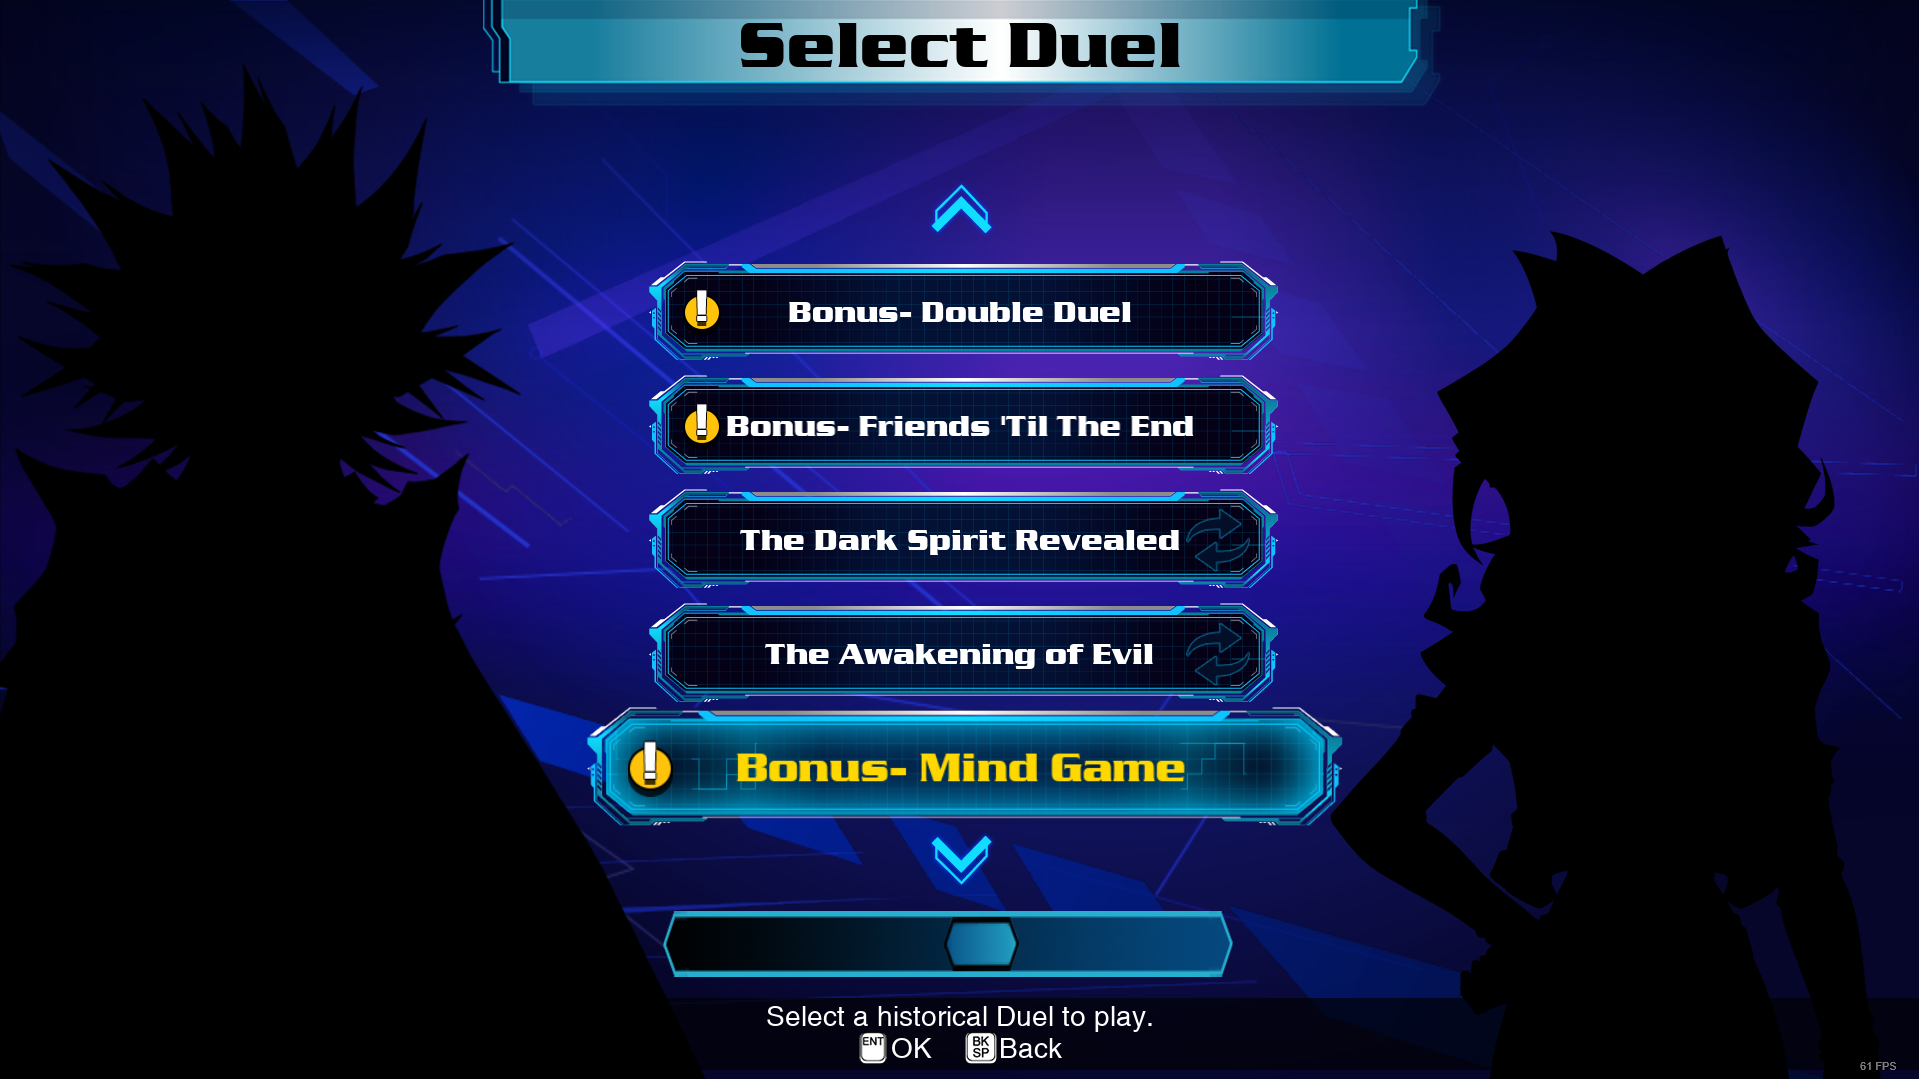 Select Duel
Bonus- Double Duel
Bonus- Friends 'Til The End
The Dark Spirit Revealed
The Awakening of Evil
Bonus- Mind Game
Select a historical Duel to play.
ENT OK BK SP Back
61 FPS